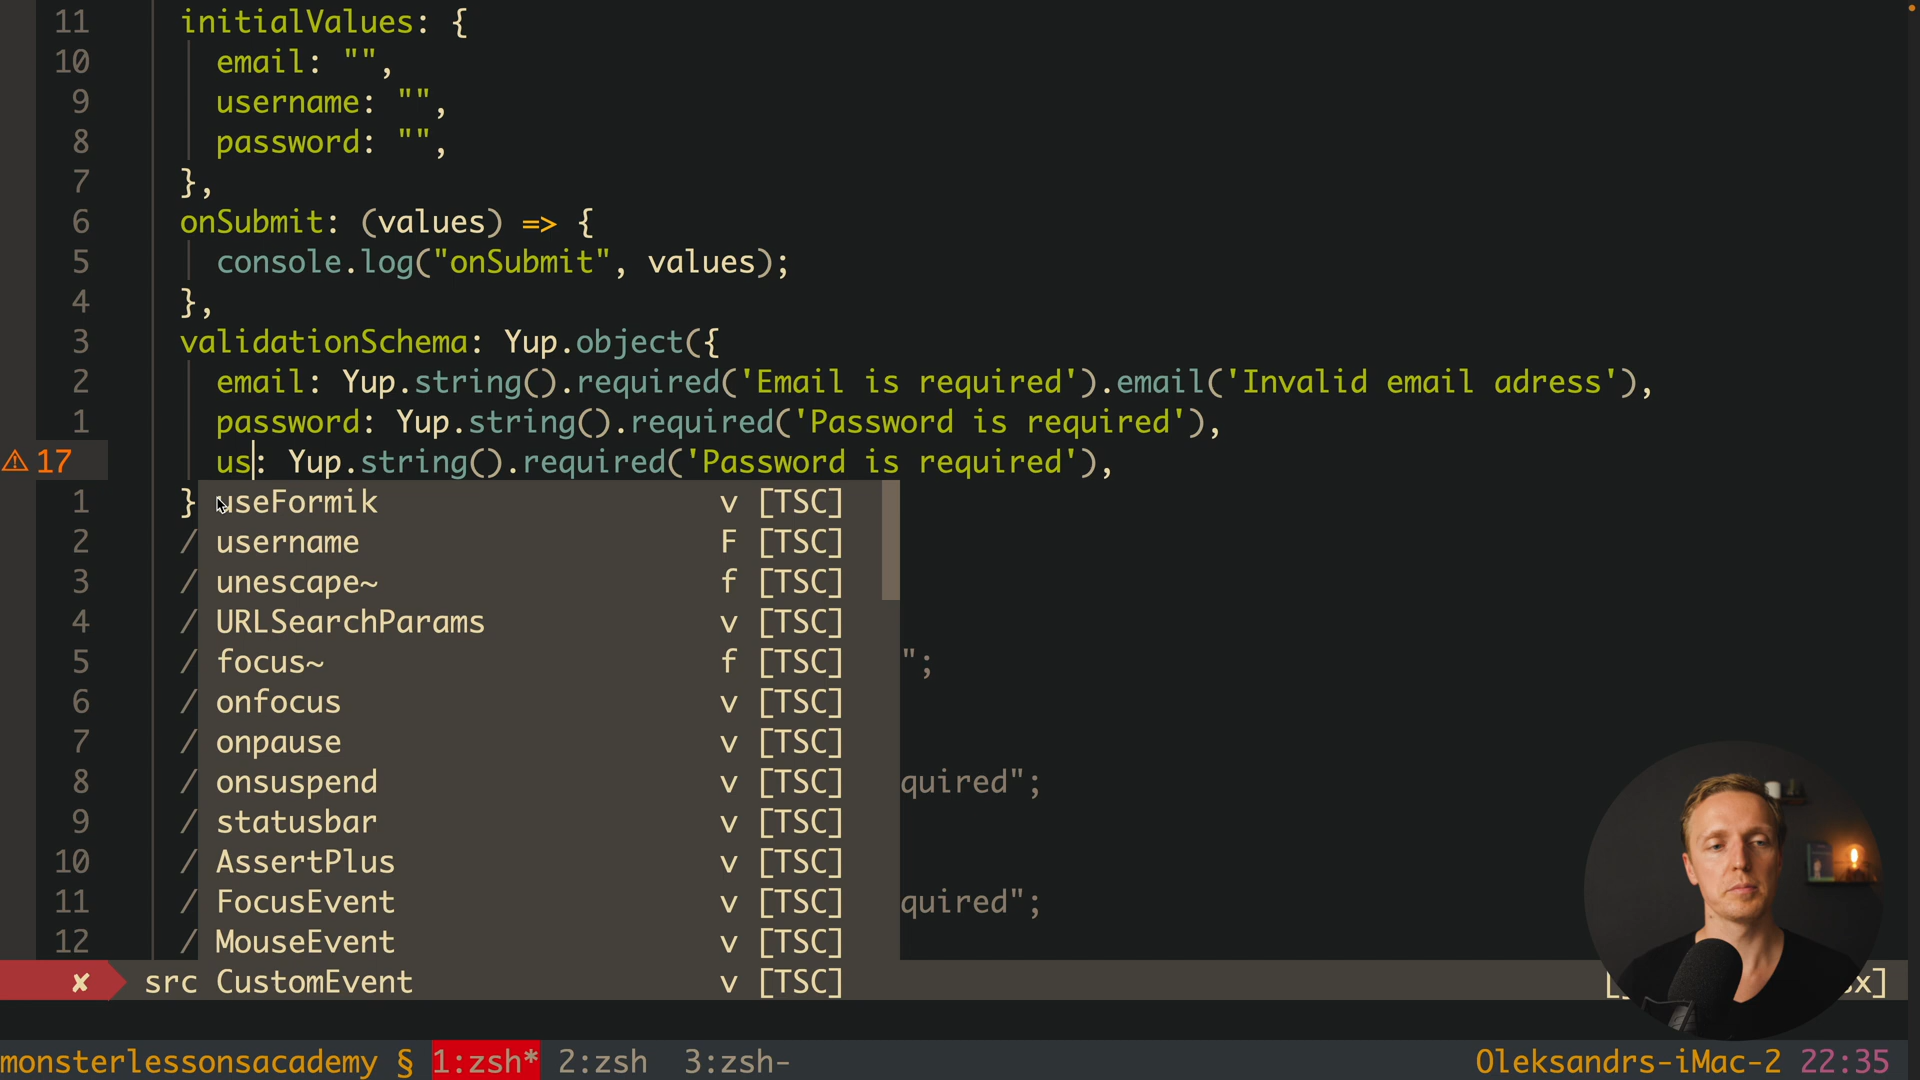 11 initialValues: {
10 email: "",
9 username: "",
8 password: "",
7 },
6 onSubmit: (values) => {
5 console.log("onSubmit", values);
4 },
3 validationSchema: Yup.object({
2 email: Yup.string().required('Email is required').email('Invalid email adress'),
1 password: Yup.string().required('Password is required'),
⚠ 17 us: Yup.string().required('Password is required'),
1 } useFormik v [TSC]
2 / username F [TSC]
3 / unescape~ f [TSC]
4 / URLSearchParams v [TSC]
5 / focus~ f [TSC] ";
6 / onfocus v [TSC]
7 / onpause v [TSC]
8 / onsuspend v [TSC] quired";
9 / statusbar v [TSC]
10 / AssertPlus v [TSC]
11 / FocusEvent v [TSC] quired";
12 / MouseEvent v [TSC]
✘ src CustomEvent v [TSC] x]
monsterlessonsacademy § 1:zsh* 2:zsh 3:zsh- Oleksandrs-iMac-2 22:35